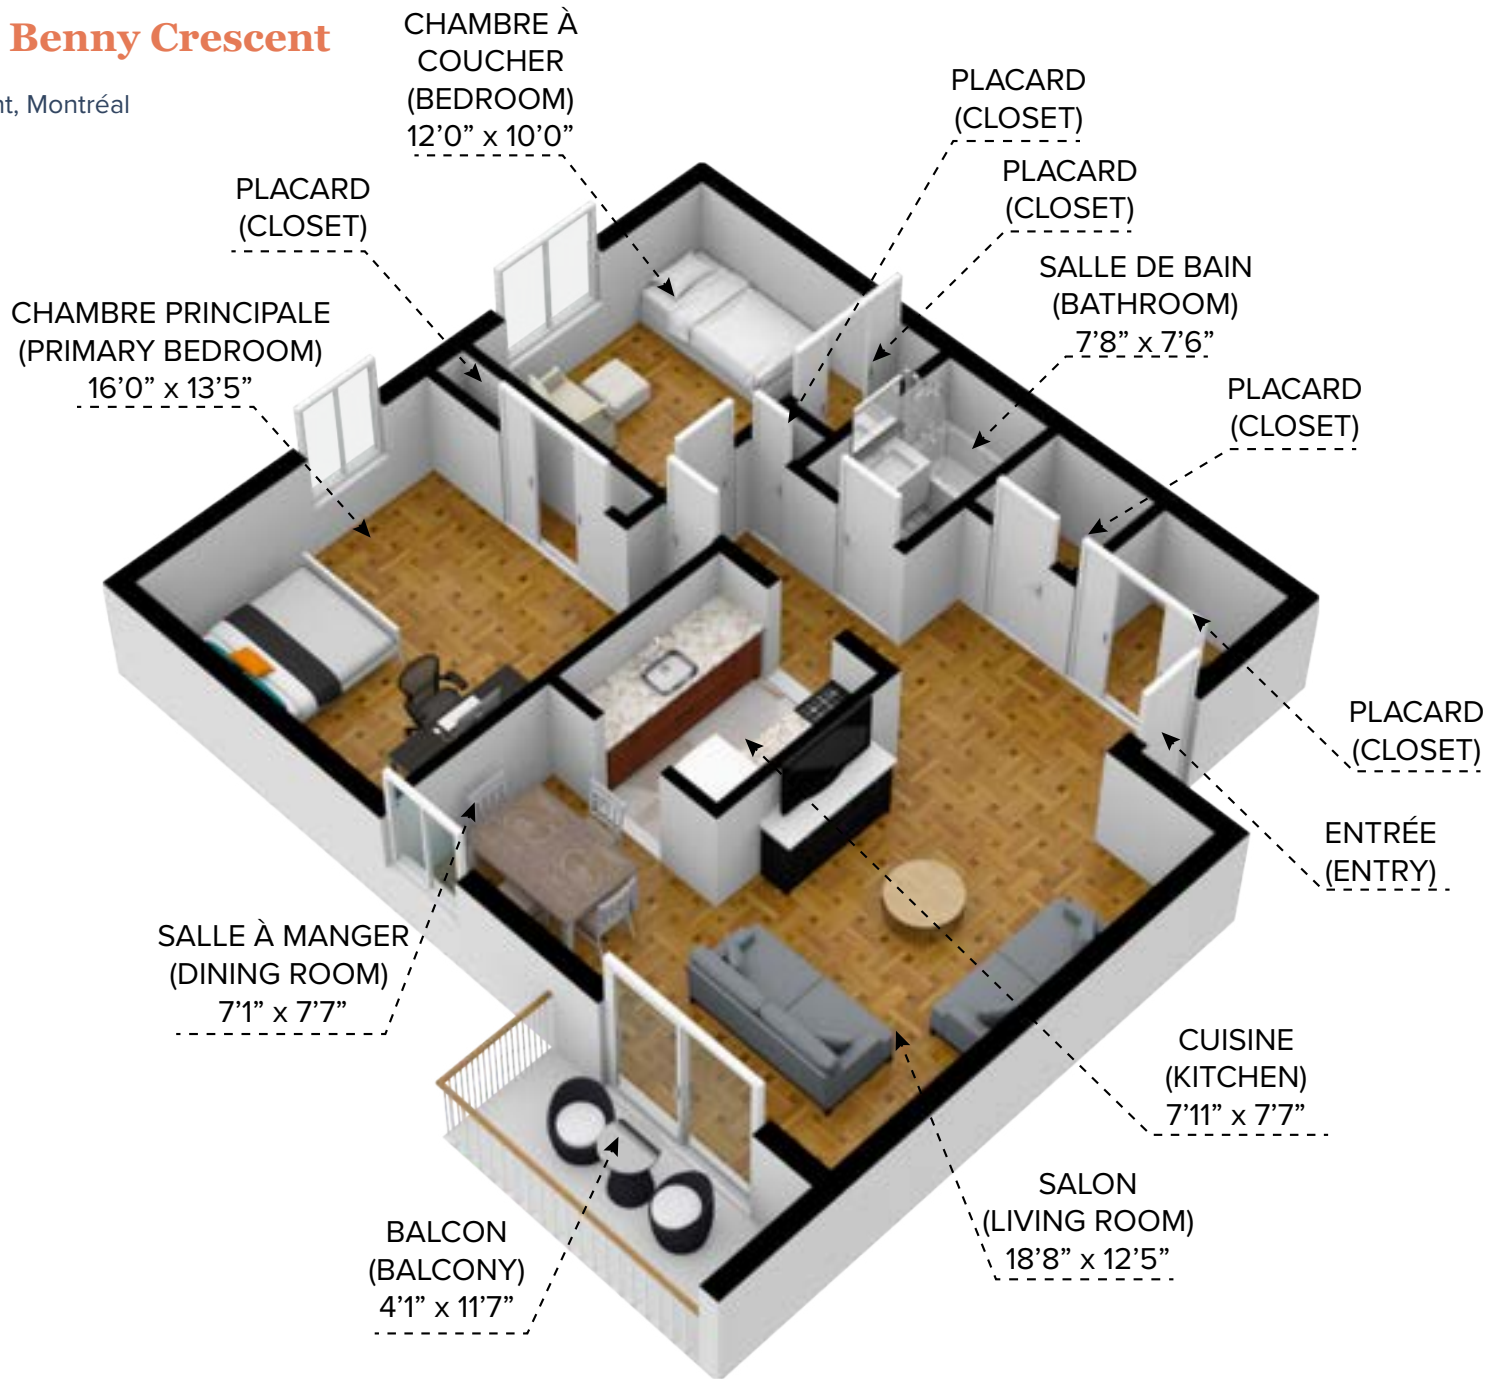 Benny Crescent
nt, Montréal
CHAMBRE À
COUCHER
(BEDROOM)
12’0” x 10’0”
PLACARD
(CLOSET)
PLACARD
(CLOSET)
PLACARD
(CLOSET)
SALLE DE BAIN
(BATHROOM)
7’8” x 7’6”
CHAMBRE PRINCIPALE
(PRIMARY BEDROOM)
16’0” x 13’5”
PLACARD
(CLOSET)
PLACARD
(CLOSET)
ENTRÉE
(ENTRY)
SALLE À MANGER
(DINING ROOM)
7’1” x 7’7”
CUISINE
(KITCHEN)
7’11” x 7’7”
SALON
(LIVING ROOM)
18’8” x 12’5”
BALCON
(BALCONY)
4’1” x 11’7”